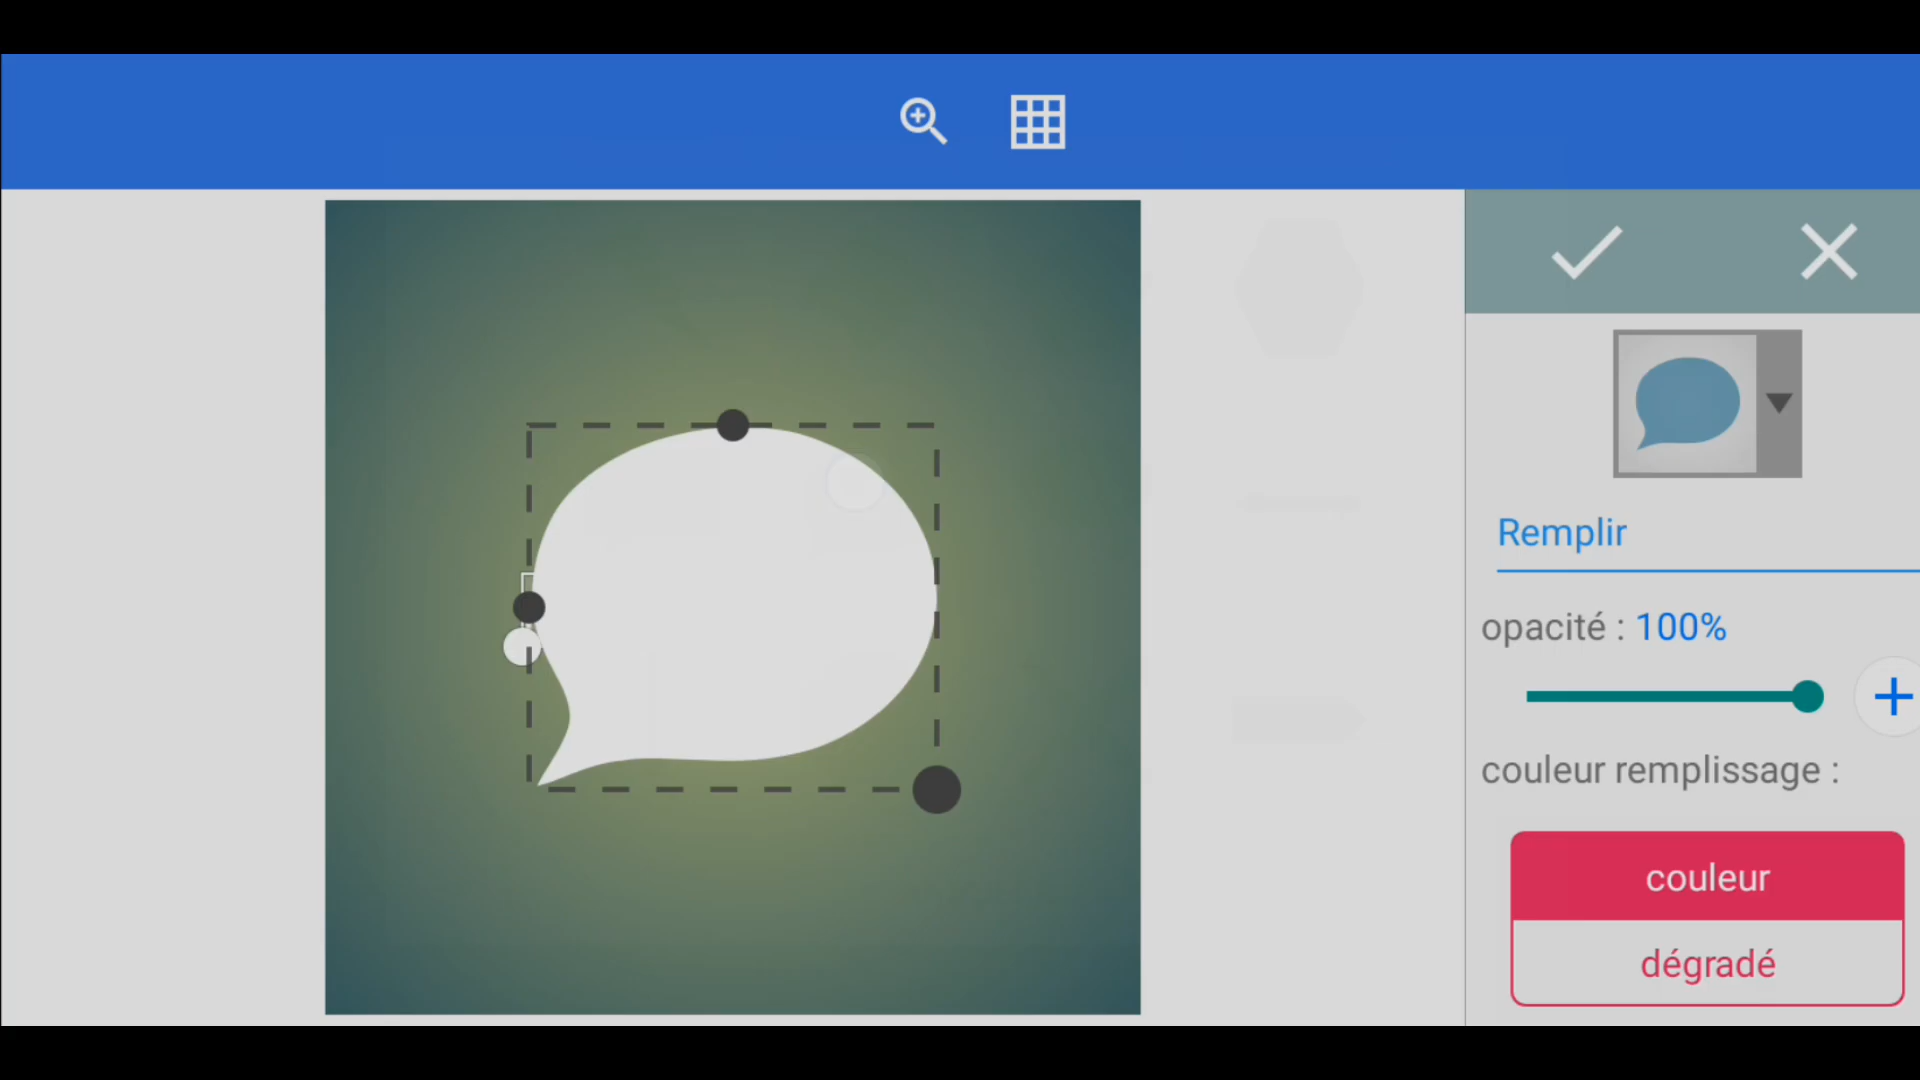 Remplir
opacité : 100%
couleur remplissage :
couleur
dégradé